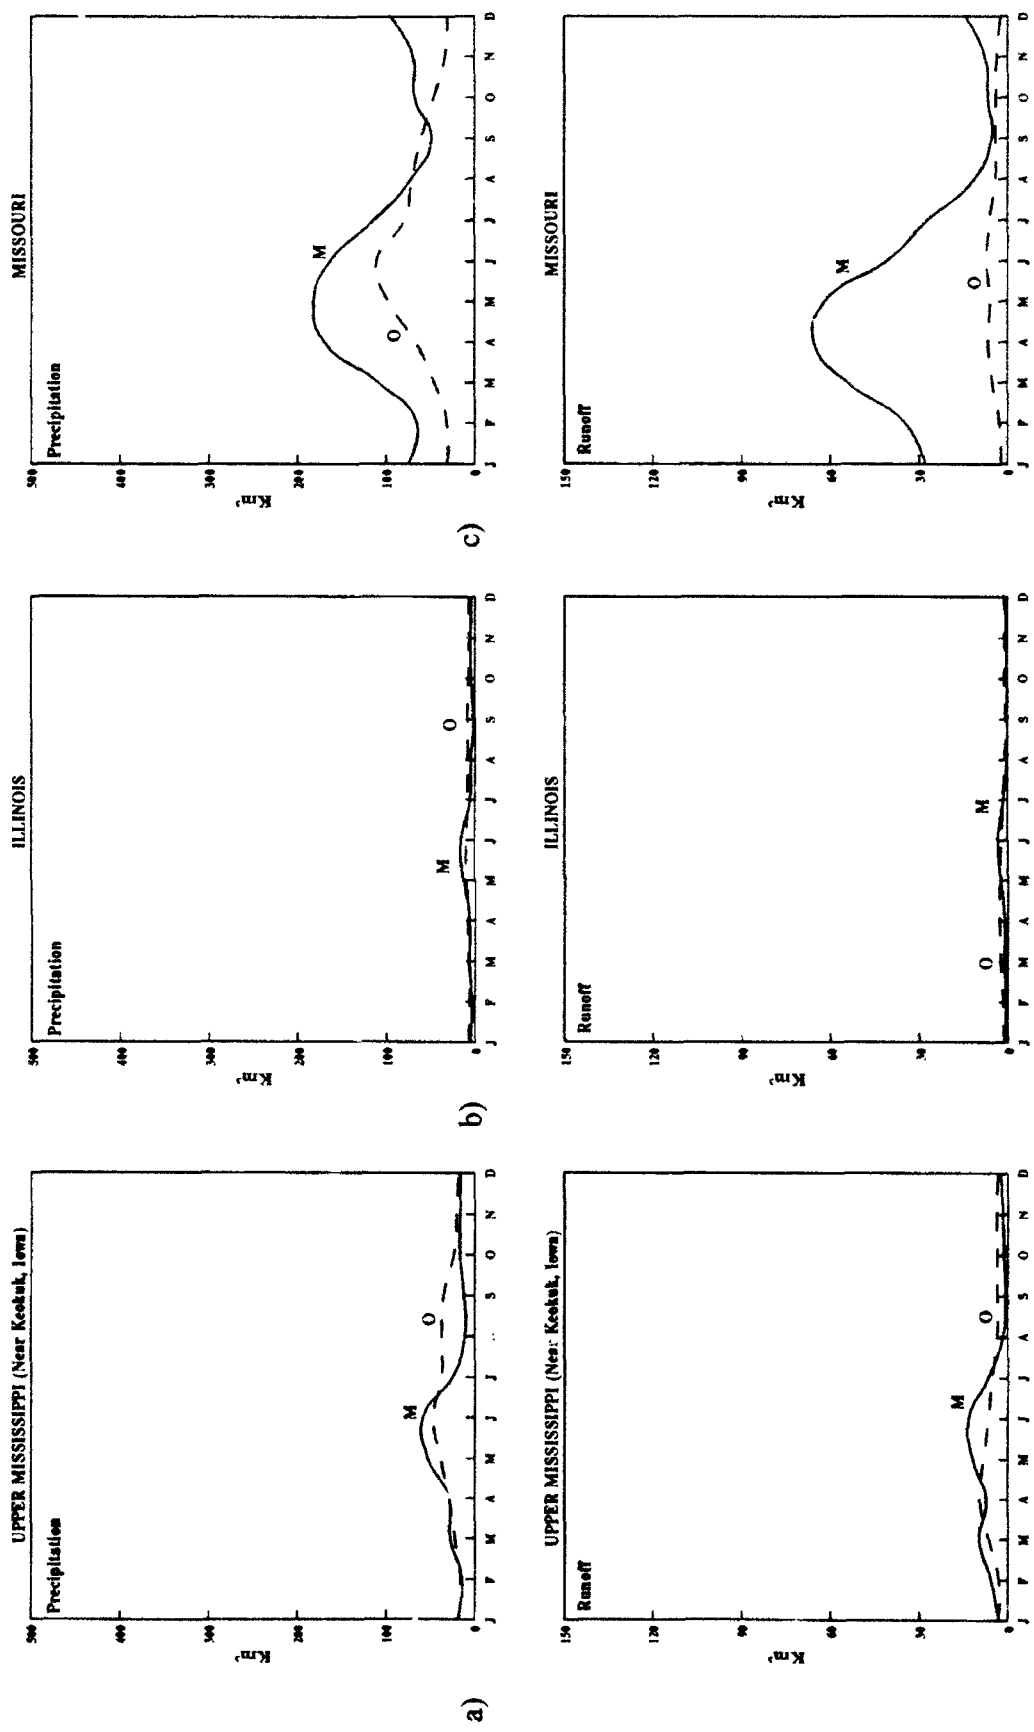 a)
UPPER MISSISSIPPI (Near Keokuk, Iowa)
Precipitation
500
400
300
200
100
0
Km³
J F M A M J J A S O N D
M
O
UPPER MISSISSIPPI (Near Keokuk, Iowa)
Runoff
150
120
90
60
30
0
Km³
J F M A M J J A S O N D
M
O
b)
ILLINOIS
Precipitation
500
400
300
200
100
0
Km³
J F M A M J J A S O N D
M
O
ILLINOIS
Runoff
150
120
90
60
30
0
Km³
J F M A M J J A S O N D
O
M
c)
MISSOURI
Precipitation
500
400
300
200
100
0
Km³
J F M A M J J A S O N D
O
M
MISSOURI
Runoff
150
120
90
60
30
0
Km³
J F M A M J J A S O N D
O
M